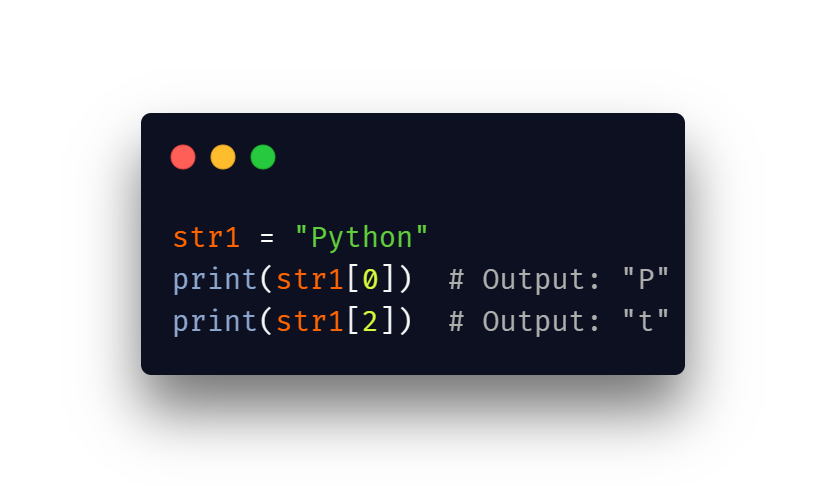 str1 = "Python"
print(str1[0])  # Output: "P"
print(str1[2])  # Output: "t"